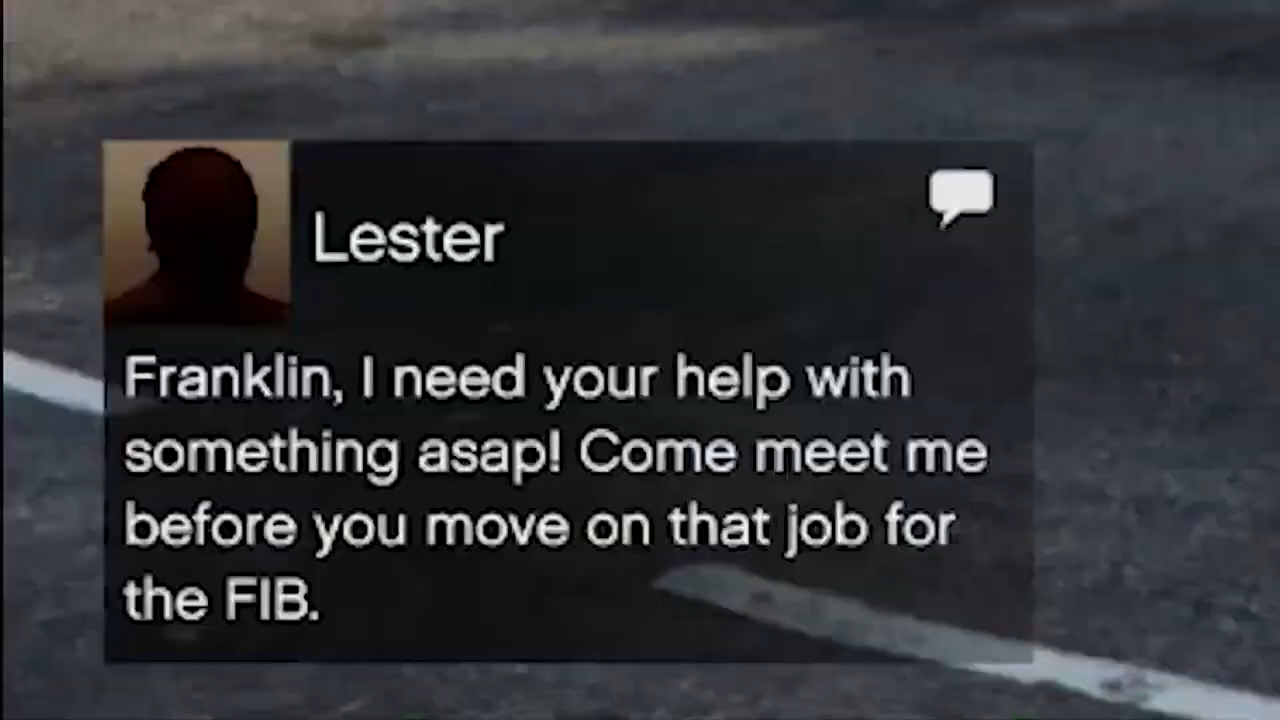 Lester
Franklin, I need your help with
something asap! Come meet me
before you move on that job for
the FIB.